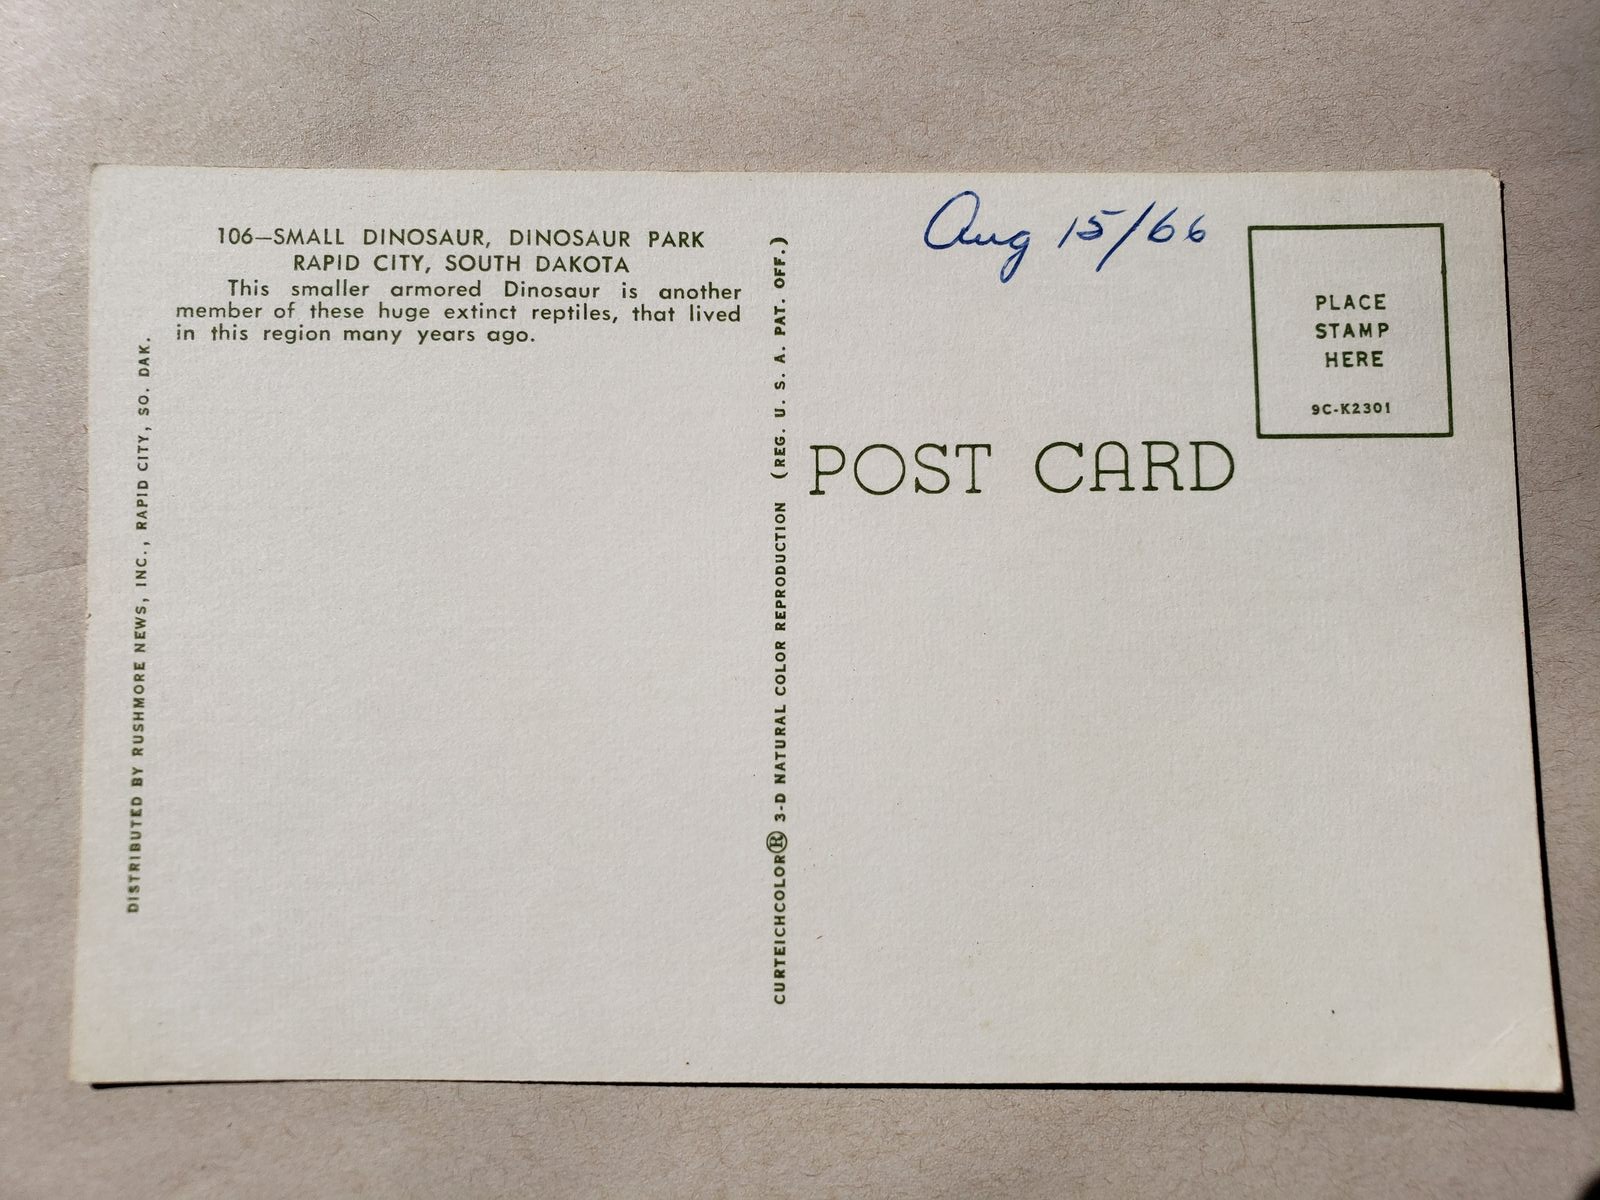 106—SMALL DINOSAUR, DINOSAUR PARK
RAPID CITY, SOUTH DAKOTA
This smaller armored Dinosaur is another
member of these huge extinct reptiles, that lived
in this region many years ago.
DISTRIBUTED BY RUSHMORE NEWS, INC., RAPID CITY, SO. DAK.
CURTEICHCOLOR® 3-D NATURAL COLOR REPRODUCTION (REG. U. S. A. PAT. OFF.)
Aug 15/66
PLACE
STAMP
HERE
9C-K2301
POST CARD